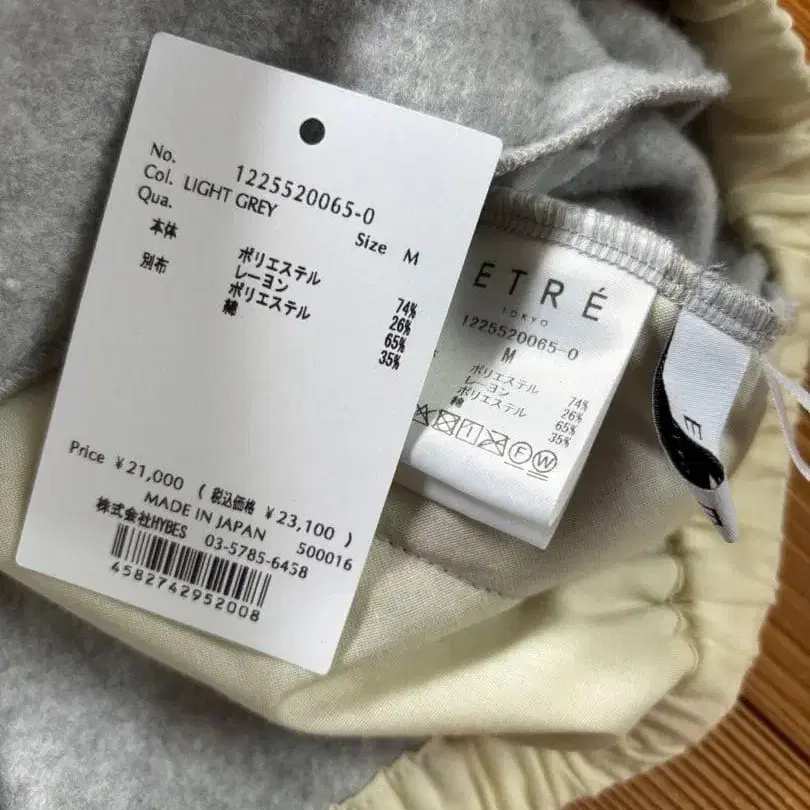 No. 1225520065-0
Col. LIGHT GREY
Qua. Size M
本体 ポリエステル 74%
レーヨン 26%
別布 ポリエステル 65%
綿 35%
Price ¥21,000 ( 税込価格 ¥23,100 )
MADE IN JAPAN
株式会社HYBES 03-5785-6458 500016
4582742952008
ETRÉ
TOKYO
1225520065-0
M
ポリエステル 74%
レーヨン 26%
ポリエステル 65%
綿 35%
F W